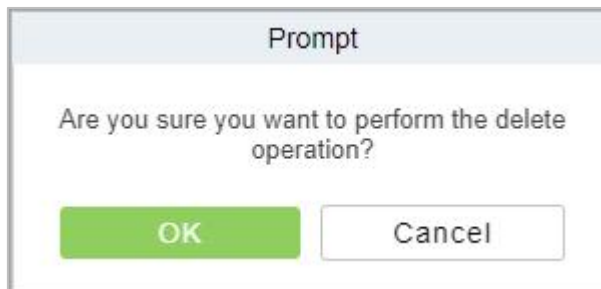 Prompt
Are you sure you want to perform the delete
operation?
OK
Cancel